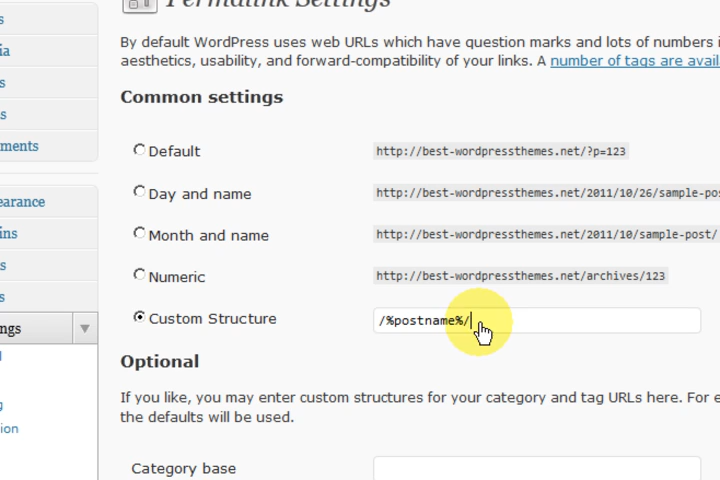 Permalink Settings
s
ia
By default WordPress uses web URLs which have question marks and lots of numbers i
aesthetics, usability, and forward-compatibility of your links. A number of tags are avail
s
Common settings
s
ments
Default
http://best-wordpressthemes.net/?p=123
earance
Day and name
http://best-wordpressthemes.net/2011/10/26/sample-pos
ins
Month and name
http://best-wordpressthemes.net/2011/10/sample-post/
s
Numeric
http://best-wordpressthemes.net/archives/123
s
ngs
Custom Structure
/%postname%/
Optional
If you like, you may enter custom structures for your category and tag URLs here. For e
the defaults will be used.
g
ion
Category base